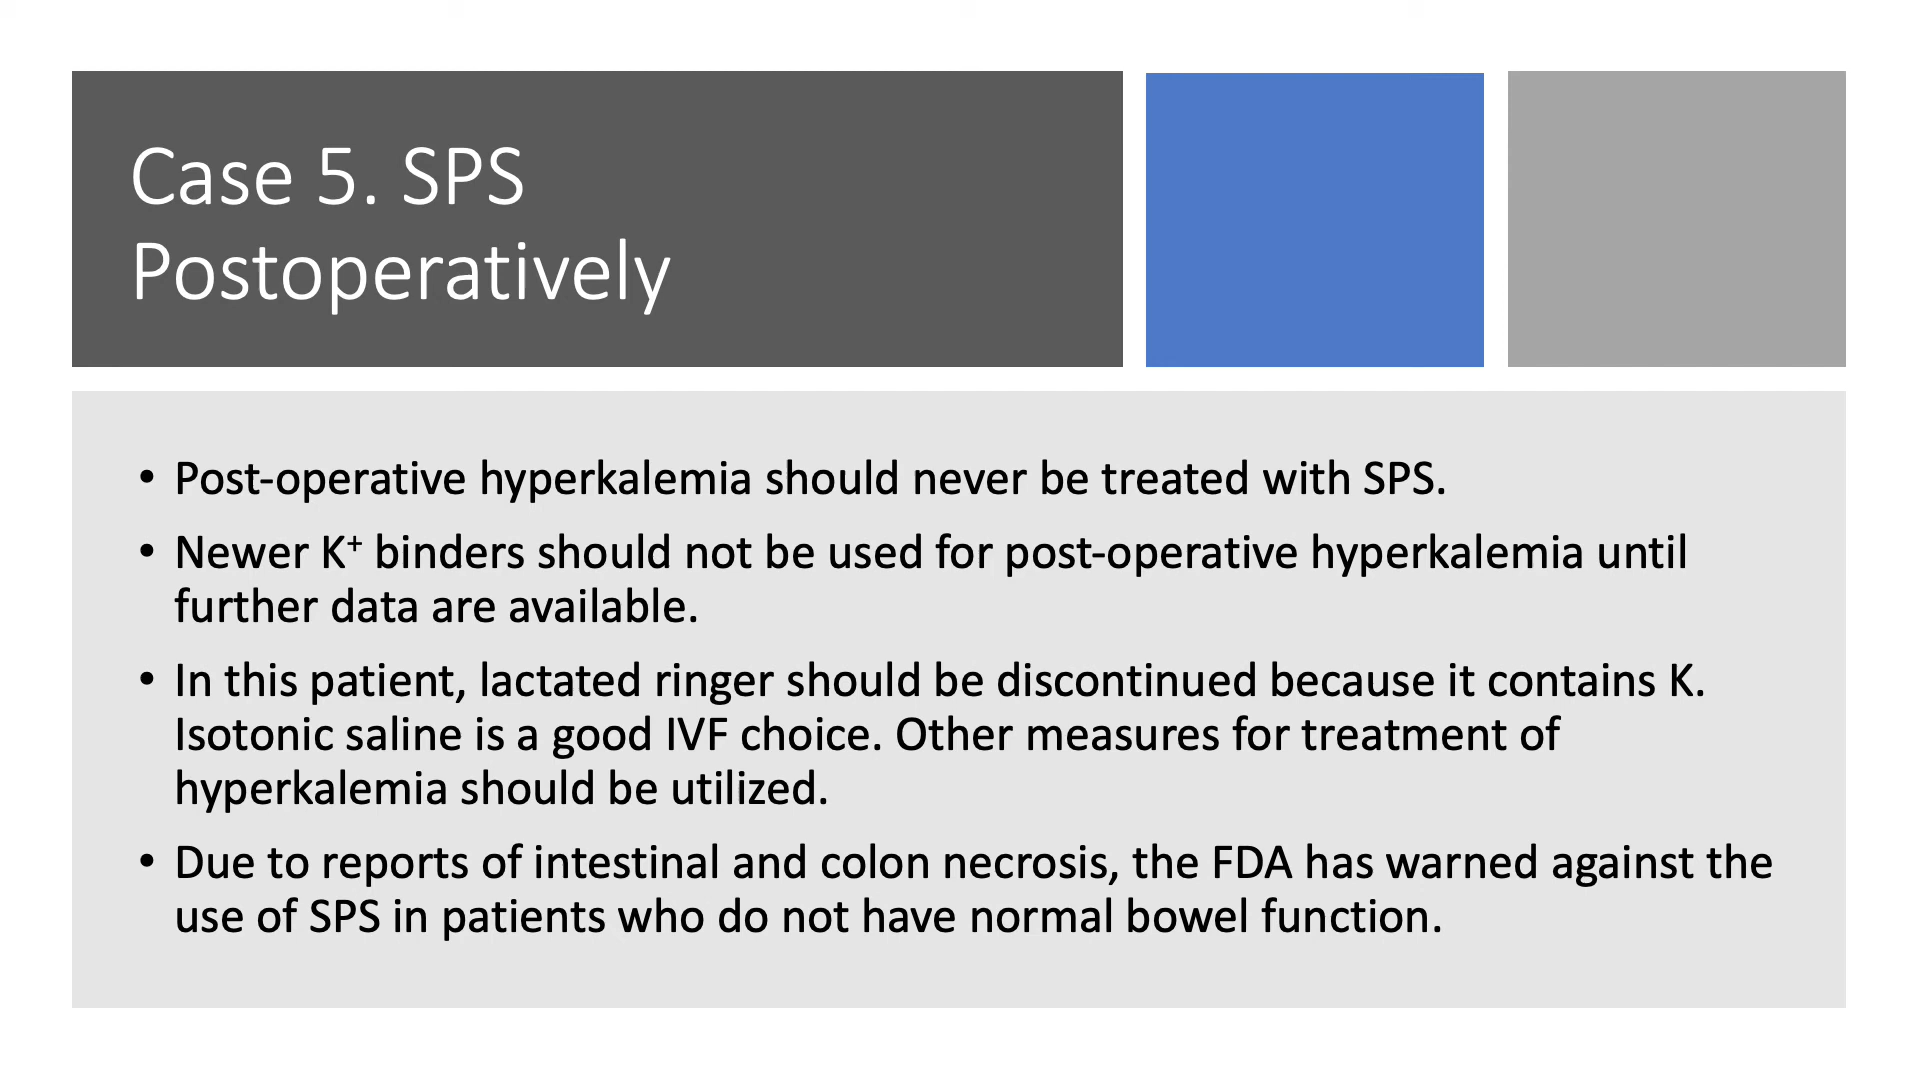 Case 5. SPS
Postoperatively
• Post-operative hyperkalemia should never be treated with SPS.
• Newer K⁺ binders should not be used for post-operative hyperkalemia until
further data are available.
• In this patient, lactated ringer should be discontinued because it contains K.
Isotonic saline is a good IVF choice. Other measures for treatment of
hyperkalemia should be utilized.
• Due to reports of intestinal and colon necrosis, the FDA has warned against the
use of SPS in patients who do not have normal bowel function.